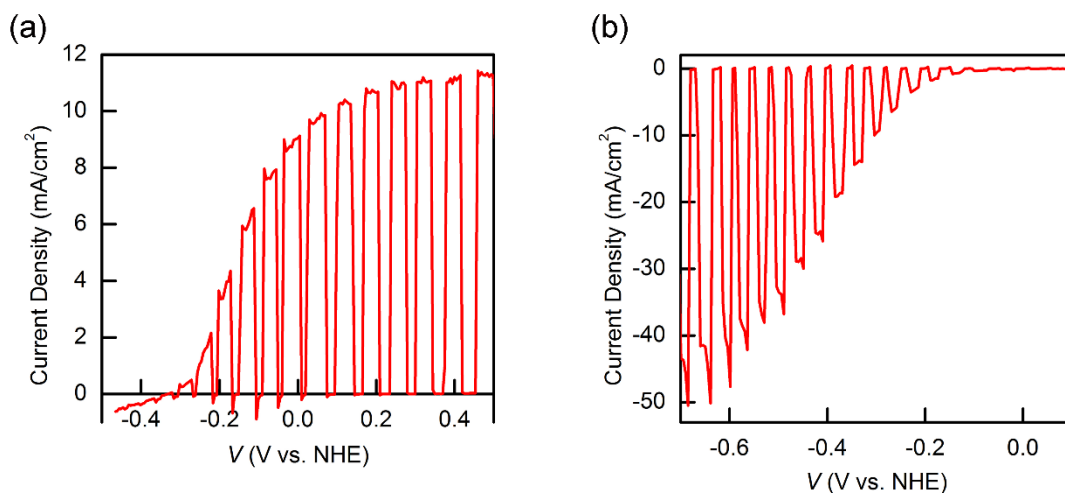 (a)
12
10
8
6
4
2
0
Current Density (mA/cm²)
-0.4 -0.2 0.0 0.2 0.4
V (V vs. NHE)
(b)
0
-10
-20
-30
-40
-50
Current Density (mA/cm²)
-0.6 -0.4 -0.2 0.0
V (V vs. NHE)